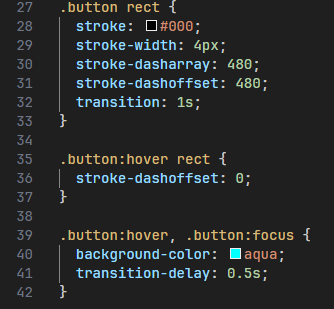 27 .button rect {
28   stroke: #000;
29   stroke-width: 4px;
30   stroke-dasharray: 480;
31   stroke-dashoffset: 480;
32   transition: 1s;
33 }
34
35 .button:hover rect {
36   stroke-dashoffset: 0;
37 }
38
39 .button:hover, .button:focus {
40   background-color: aqua;
41   transition-delay: 0.5s;
42 }